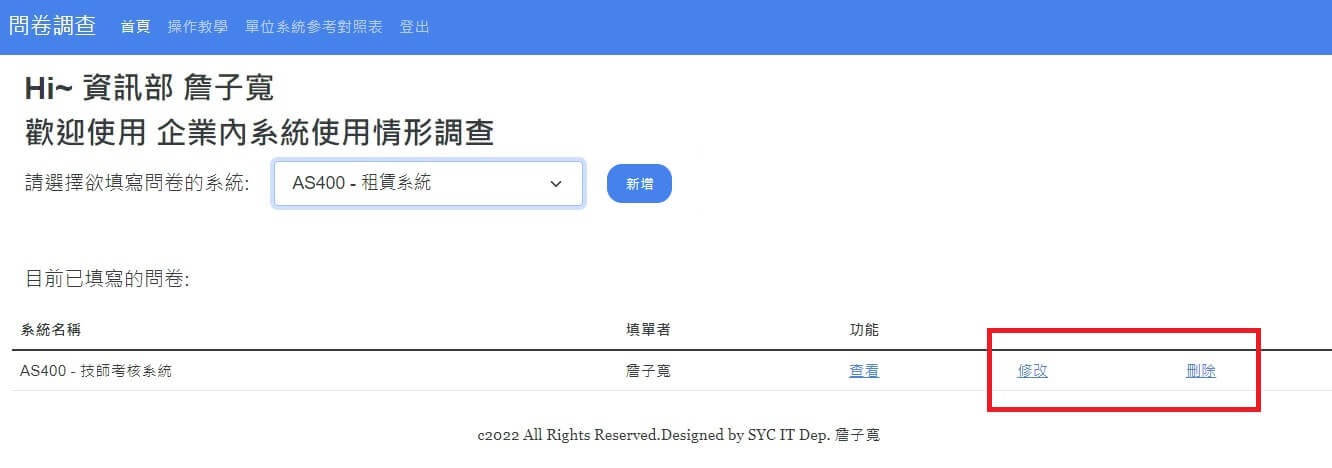 問卷調查 首頁 操作教學 單位系統參考對照表 登出
Hi~ 資訊部 詹子寬
歡迎使用 企業內系統使用情形調查
請選擇欲填寫問卷的系統: AS400 - 租賃系統 新增
目前已填寫的問卷:
系統名稱 填單者 功能
AS400 - 技師考核系統 詹子寬 查看 修改 刪除
c2022 All Rights Reserved.Designed by SYC IT Dep. 詹子寬